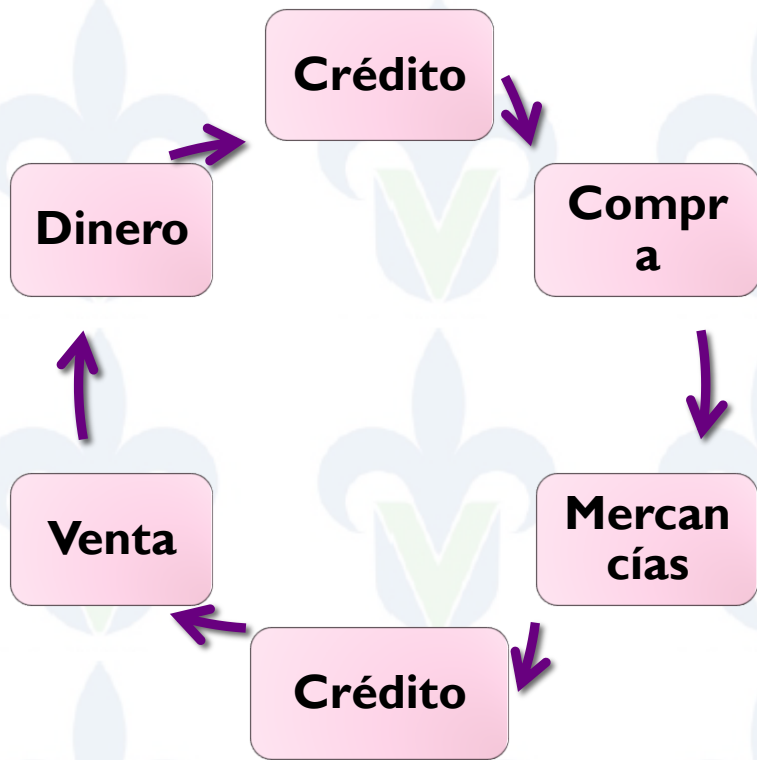 Crédito
Dinero
Compr
a
Venta
Mercan
cías
Crédito